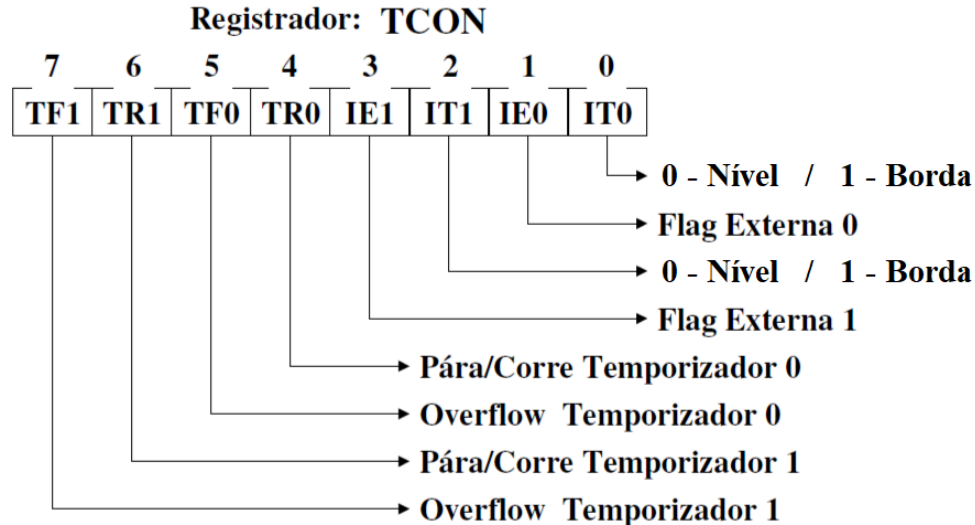 Registrador: TCON
7 6 5 4 3 2 1 0
TF1 TR1 TF0 TR0 IE1 IT1 IE0 IT0
0 - Nível / 1 - Borda
Flag Externa 0
0 - Nível / 1 - Borda
Flag Externa 1
Pára/Corre Temporizador 0
Overflow Temporizador 0
Pára/Corre Temporizador 1
Overflow Temporizador 1